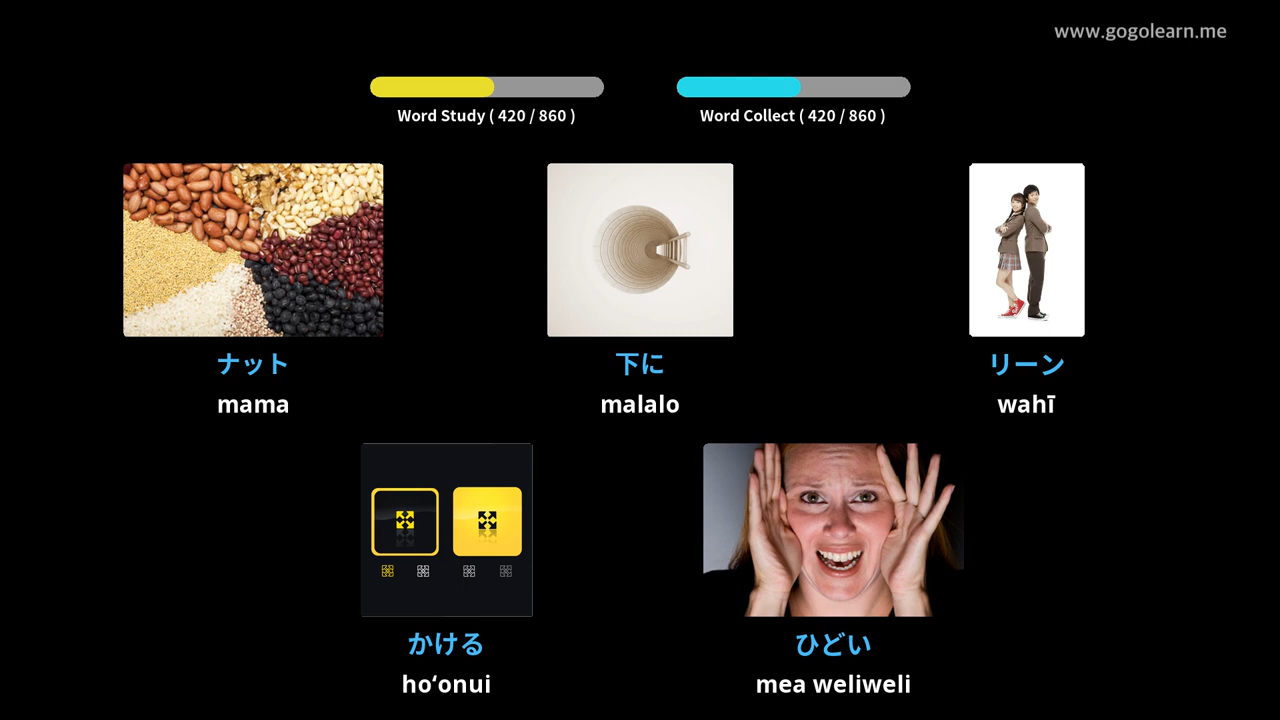 www.gogolearn.me
Word Study ( 420 / 860 )
Word Collect ( 420 / 860 )
ナット
mama
下に
malalo
リーン
wahī
かける
hoʻonui
ひどい
mea weliweli